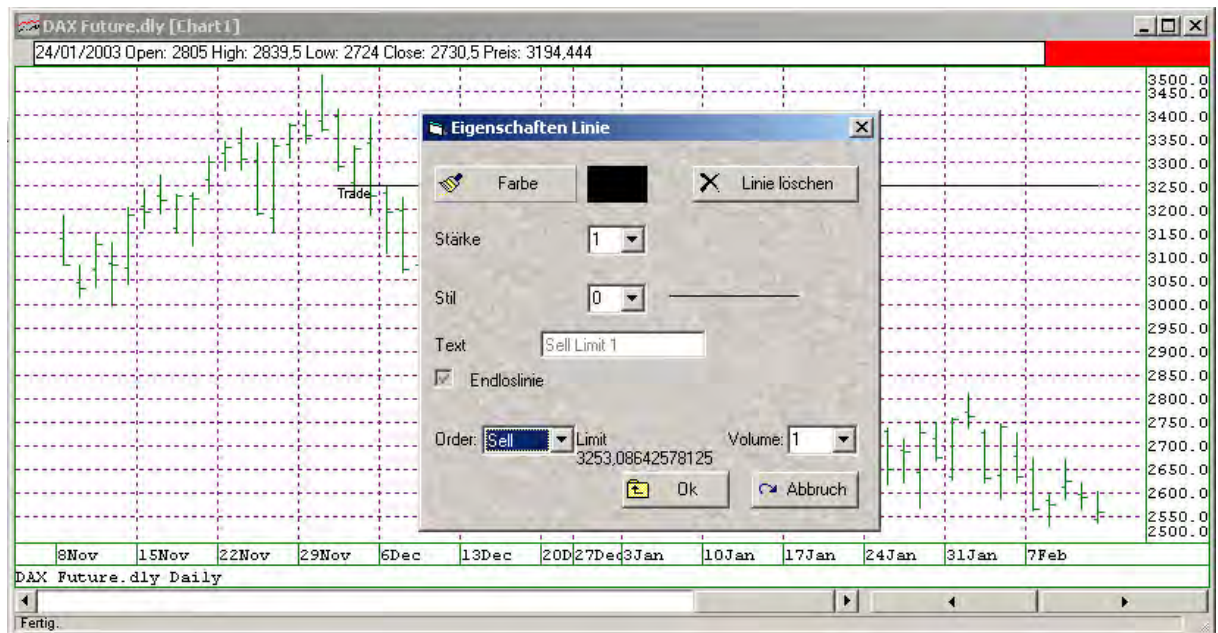 DAX Future.dly [Chart1]
24/01/2003 Open: 2805 High: 2839,5 Low: 2724 Close: 2730,5 Preis: 3194,444
3500.0
3450.0
3400.0
3350.0
3300.0
3250.0
3200.0
3150.0
3100.0
3050.0
3000.0
2950.0
2900.0
2850.0
2800.0
2750.0
2700.0
2650.0
2600.0
2550.0
2500.0
Trade
Eigenschaften Linie
Farbe
Linie löschen
Stärke 1
Stil 0
Text Sell Limit 1
Endloslinie
Order: Sell Limit Volume: 1
3253,08642578125
Ok Abbruch
8Nov 15Nov 22Nov 29Nov 6Dec 13Dec 20D 27Dec 3Jan 10Jan 17Jan 24Jan 31Jan 7Feb
DAX Future.dly Daily
Fertig.